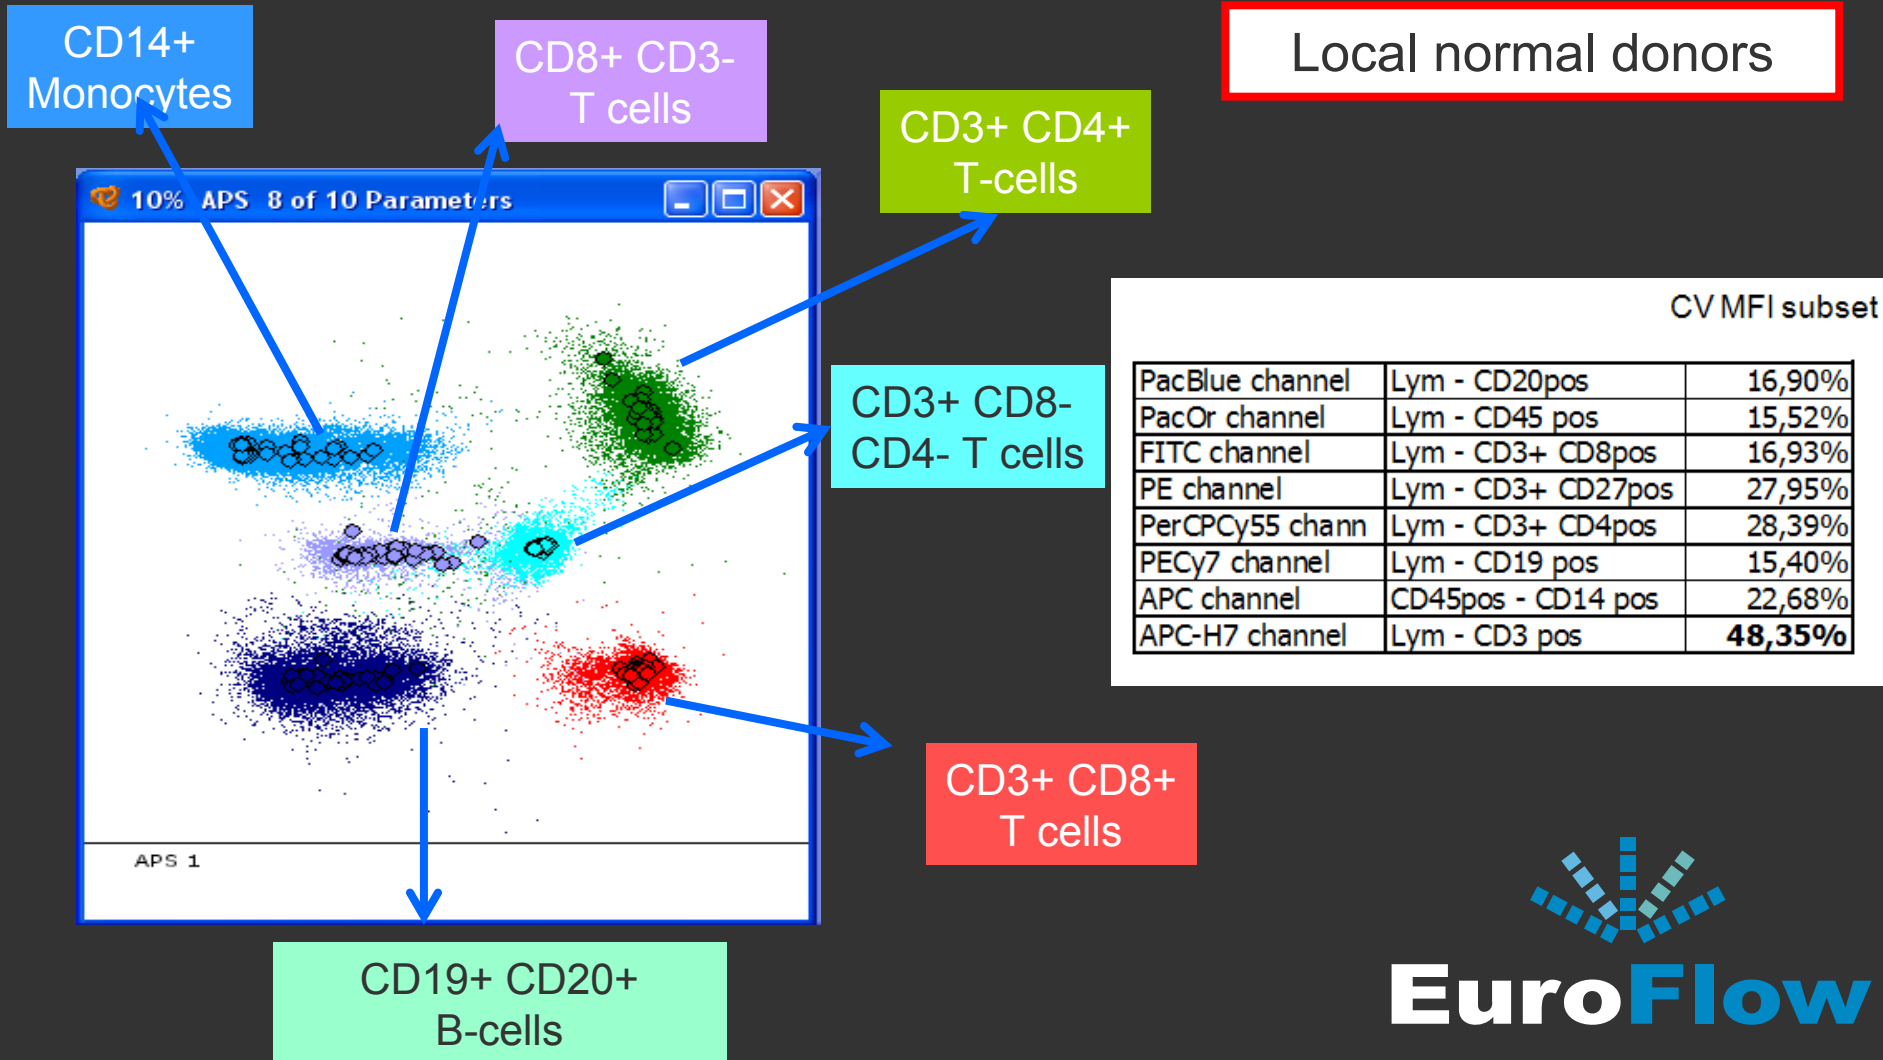 CD14+
Monocytes
CD8+ CD3-
T cells
Local normal donors
CD3+ CD4+
T-cells
10% APS 8 of 10 Parameters
CV MFI subset
PacBlue channel Lym - CD20pos 16,90%
PacOr channel Lym - CD45 pos 15,52%
FITC channel Lym - CD3+ CD8pos 16,93%
PE channel Lym - CD3+ CD27pos 27,95%
PerCPCy55 chann Lym - CD3+ CD4pos 28,39%
PECy7 channel Lym - CD19 pos 15,40%
APC channel CD45pos - CD14 pos 22,68%
APC-H7 channel Lym - CD3 pos 48,35%
CD3+ CD8-
CD4- T cells
CD3+ CD8+
T cells
APS 1
CD19+ CD20+
B-cells
EuroFlow